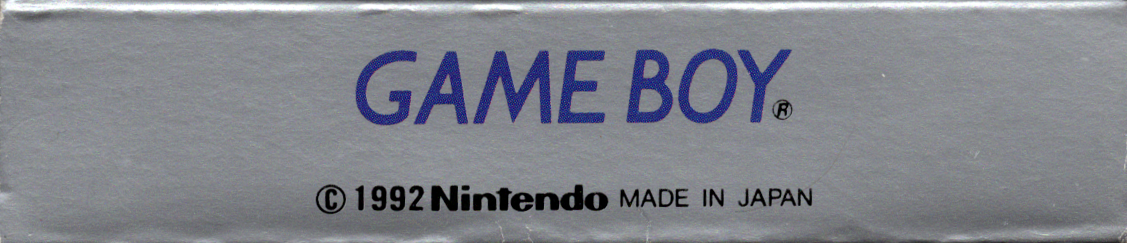 GAME BOY®
© 1992 Nintendo MADE IN JAPAN